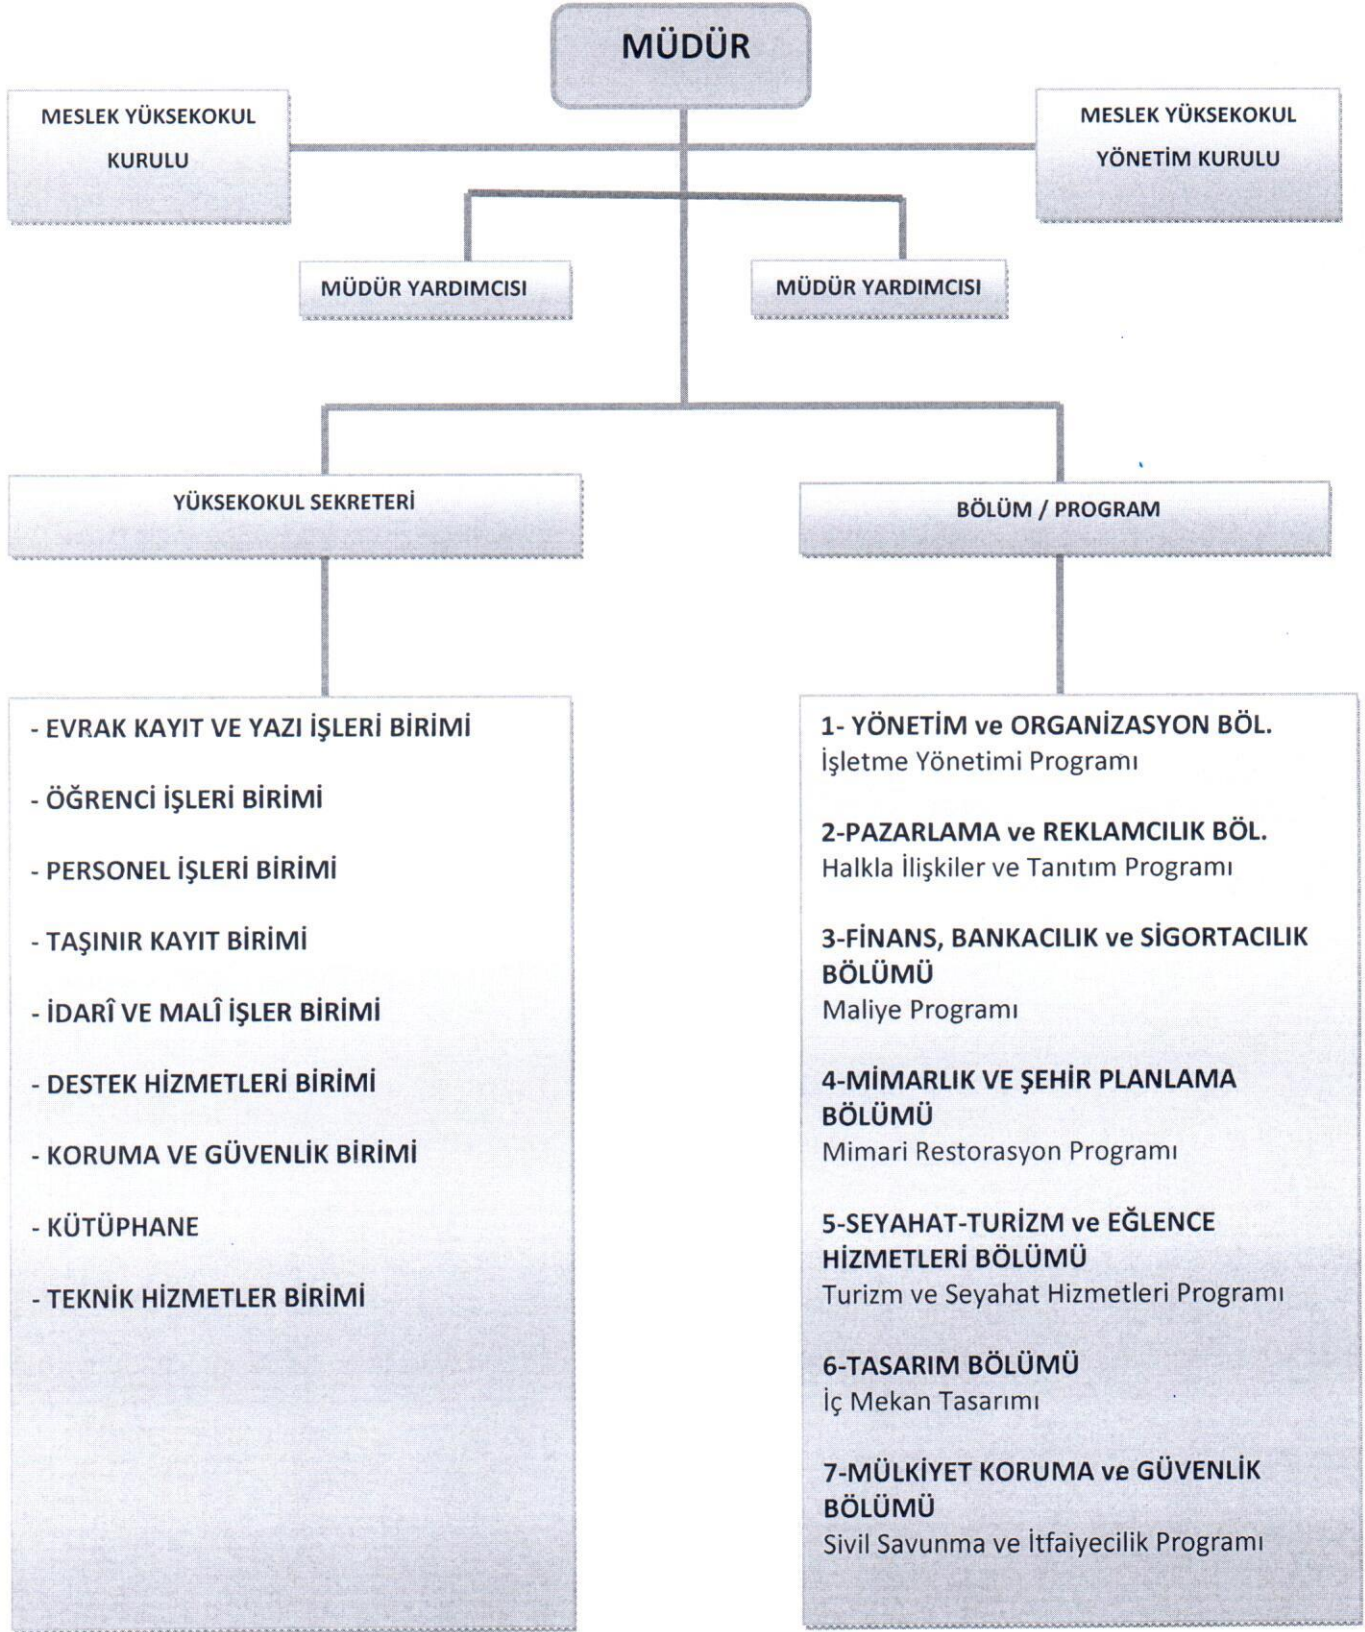 MÜDÜR
MESLEK YÜKSEKOKUL
KURULU
MESLEK YÜKSEKOKUL
YÖNETİM KURULU
MÜDÜR YARDIMCISI
MÜDÜR YARDIMCISI
YÜKSEKOKUL SEKRETERİ
BÖLÜM / PROGRAM
- EVRAK KAYIT VE YAZI İŞLERİ BİRİMİ
- ÖĞRENCİ İŞLERİ BİRİMİ
- PERSONEL İŞLERİ BİRİMİ
- TAŞINIR KAYIT BİRİMİ
- İDARÎ VE MALÎ İŞLER BİRİMİ
- DESTEK HİZMETLERİ BİRİMİ
- KORUMA VE GÜVENLİK BİRİMİ
- KÜTÜPHANE
- TEKNİK HİZMETLER BİRİMİ
1- YÖNETİM ve ORGANİZASYON BÖL.
İşletme Yönetimi Programı
2-PAZARLAMA ve REKLAMCILIK BÖL.
Halkla İlişkiler ve Tanıtım Programı
3-FİNANS, BANKACILIK ve SİGORTACILIK
BÖLÜMÜ
Maliye Programı
4-MİMARLIK VE ŞEHİR PLANLAMA
BÖLÜMÜ
Mimari Restorasyon Programı
5-SEYAHAT-TURİZM ve EĞLENCE
HİZMETLERİ BÖLÜMÜ
Turizm ve Seyahat Hizmetleri Programı
6-TASARIM BÖLÜMÜ
İç Mekan Tasarımı
7-MÜLKİYET KORUMA ve GÜVENLİK
BÖLÜMÜ
Sivil Savunma ve İtfaiyecilik Programı